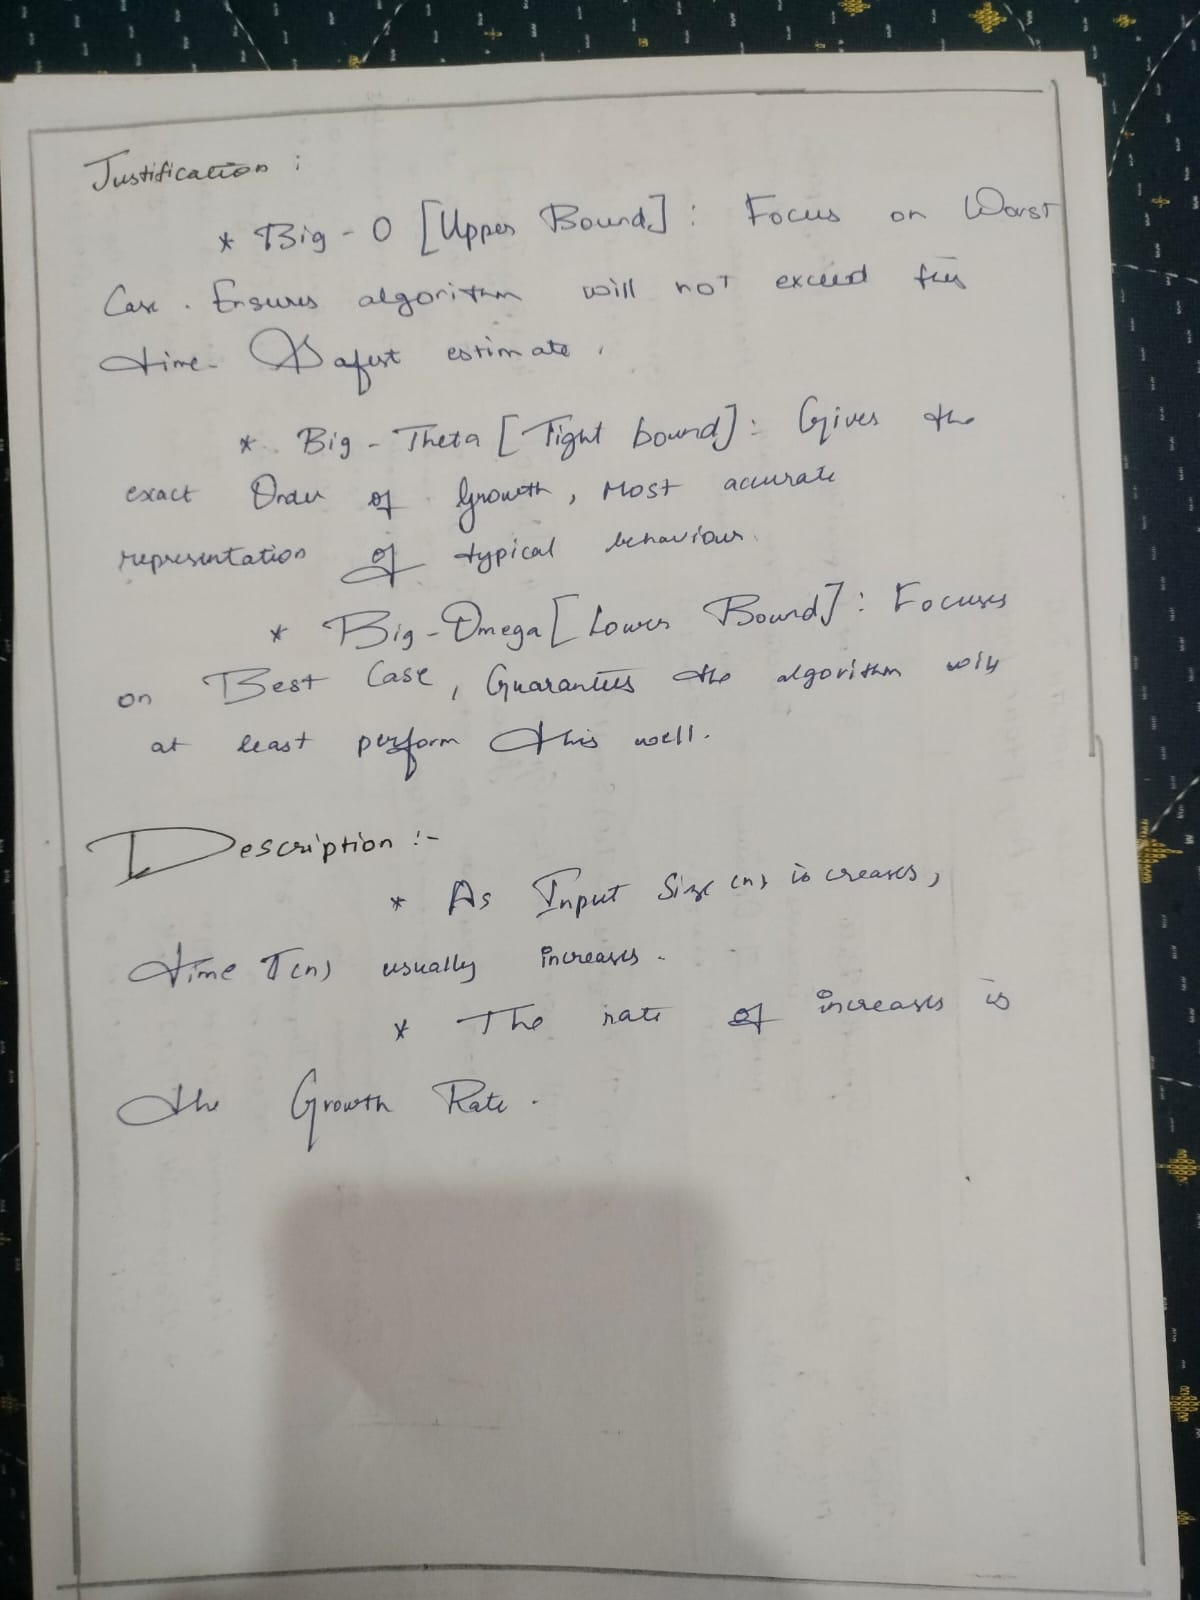 Justification :
* Big - O [Upper Bound] : Focus on Worst
Case . Ensures algorithm will not exceed this
time . Safest estimate .
* Big - Theta [Tight bound] : Gives the
exact Order of Growth , Most accurate
representation of typical behaviour .
* Big - Omega [Lower Bound] : Focuses
on Best Case , Guarantees the algorithm will
at least perform this well .
Description :-
* As Input Size (n) increases ,
time T(n) usually increases .
* The rate of increases is
the Growth Rate .